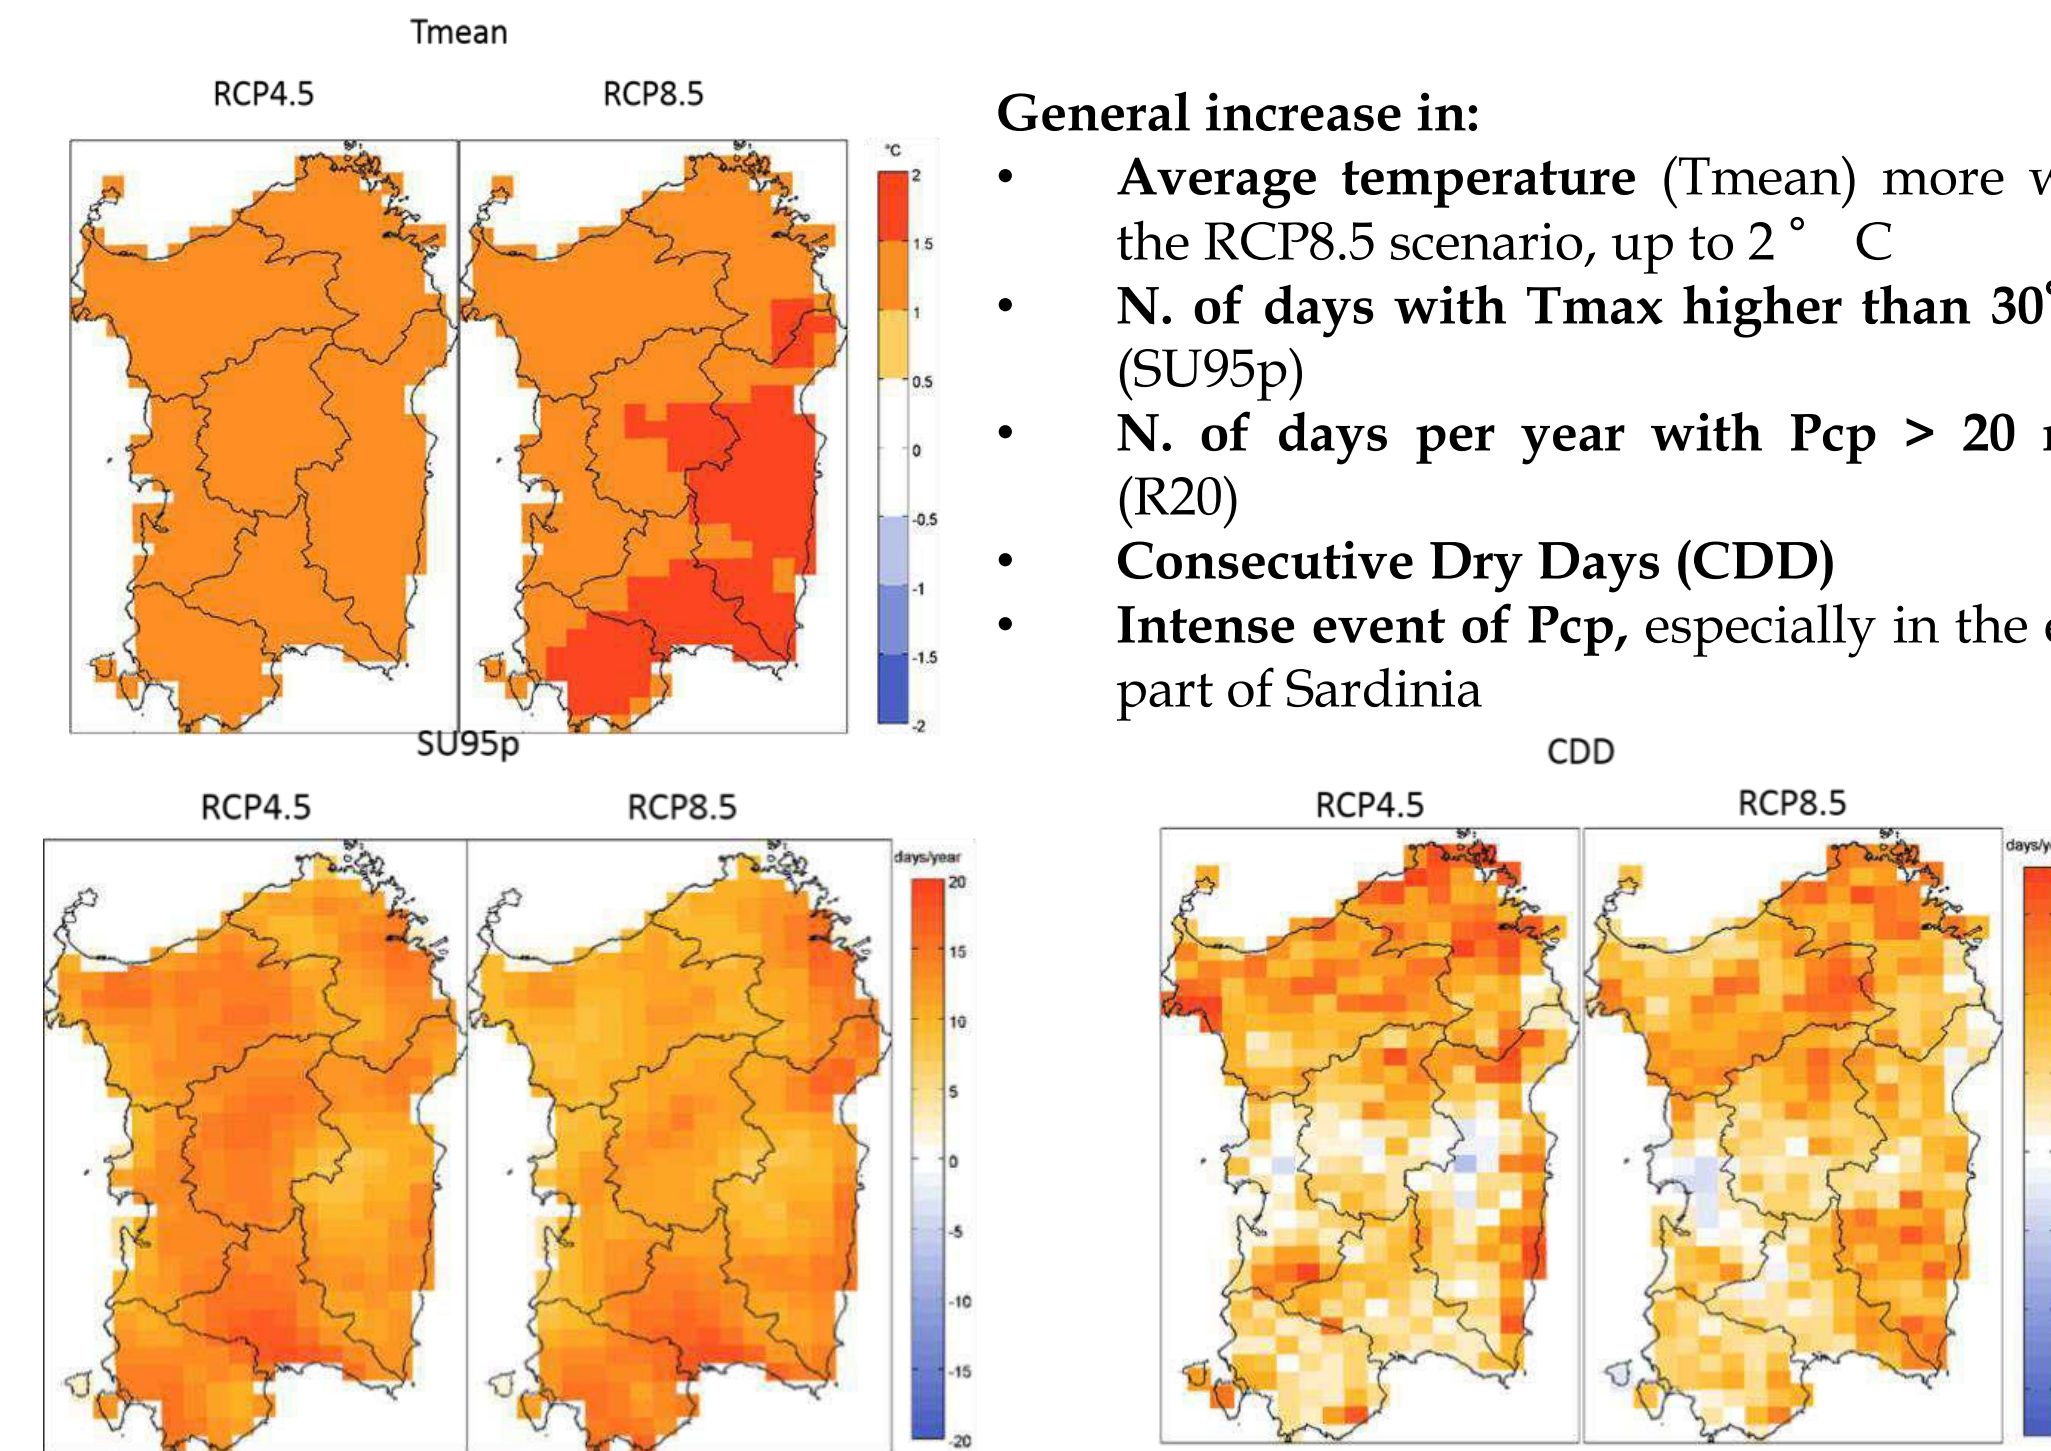 Tmean
RCP4.5 RCP8.5
°C
2
1.5
1
0.5
0
-0.5
-1
-1.5
-2
General increase in:
• Average temperature (Tmean) more
the RCP8.5 scenario, up to 2 ° C
• N. of days with Tmax higher than 30°
(SU95p)
• N. of days per year with Pcp > 20
(R20)
• Consecutive Dry Days (CDD)
• Intense event of Pcp, especially in the
part of Sardinia
SU95p
RCP4.5 RCP8.5
days/year
20
15
10
5
0
-5
-10
-15
-20
CDD
RCP4.5 RCP8.5